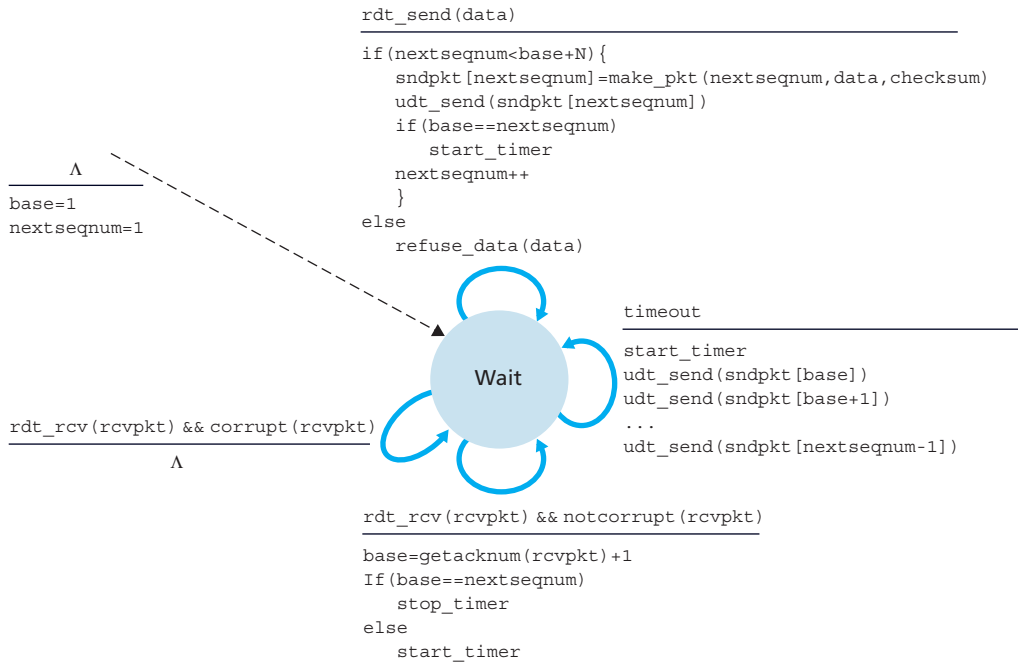 rdt_send(data)
if(nextseqnum<base+N){
sndpkt[nextseqnum]=make_pkt(nextseqnum,data,checksum)
udt_send(sndpkt[nextseqnum])
if(base==nextseqnum)
start_timer
nextseqnum++
}
else
refuse_data(data)
Λ
base=1
nextseqnum=1
timeout
start_timer
udt_send(sndpkt[base])
udt_send(sndpkt[base+1])
...
udt_send(sndpkt[nextseqnum-1])
Wait
rdt_rcv(rcvpkt) && corrupt(rcvpkt)
Λ
rdt_rcv(rcvpkt) && notcorrupt(rcvpkt)
base=getacknum(rcvpkt)+1
If(base==nextseqnum)
stop_timer
else
start_timer